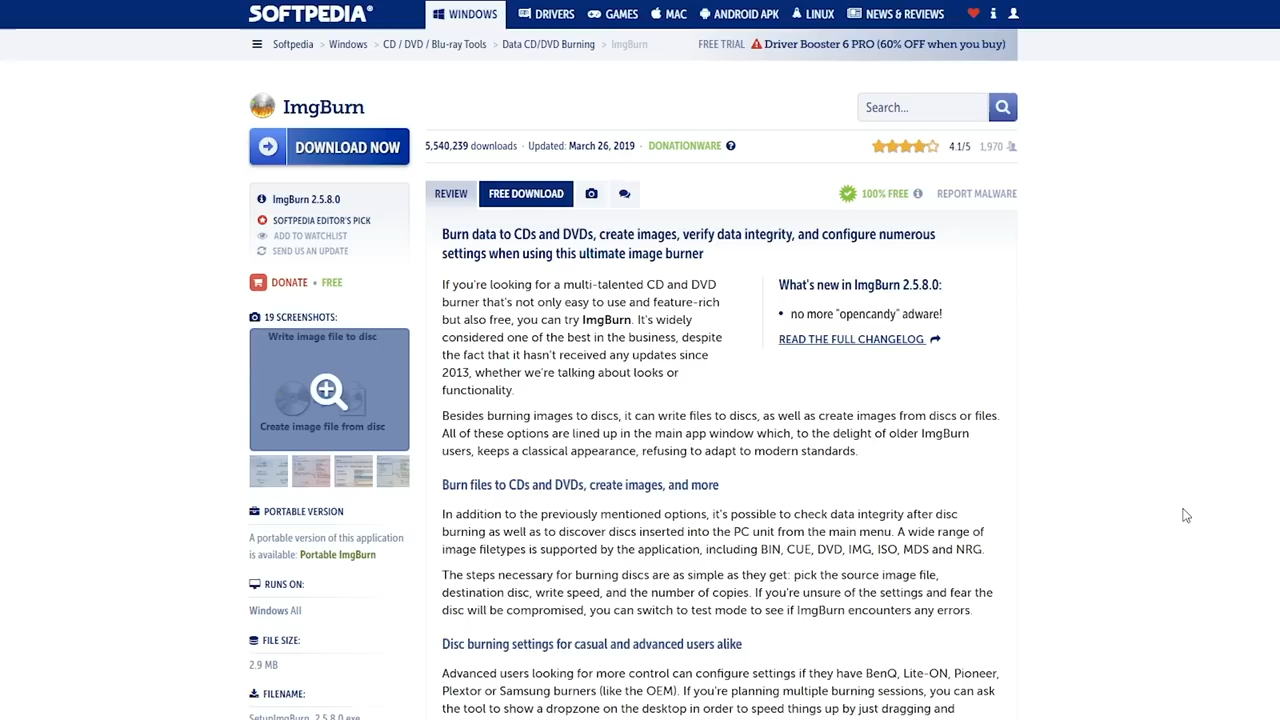 SOFTPEDIA®
WINDOWS
DRIVERS
GAMES
MAC
ANDROID APK
LINUX
NEWS & REVIEWS
Softpedia > Windows > CD / DVD / Blu-ray Tools > Data CD/DVD Burning > ImgBurn
FREE TRIAL Driver Booster 6 PRO (60% OFF when you buy)
ImgBurn
Search...
DOWNLOAD NOW
5,540,239 downloads · Updated: March 26, 2019 · DONATIONWARE
4.1/5 1,970
ImgBurn 2.5.8.0
SOFTPEDIA EDITOR'S PICK
ADD TO WATCHLIST
SEND US AN UPDATE
DONATE • FREE
19 SCREENSHOTS:
Write image file to disc
Create image file from disc
PORTABLE VERSION
A portable version of this application
is available: Portable ImgBurn
RUNS ON:
Windows All
FILE SIZE:
2.9 MB
FILENAME:
SetupImgBurn_2.5.8.0.exe
REVIEW
FREE DOWNLOAD
100% FREE
REPORT MALWARE
Burn data to CDs and DVDs, create images, verify data integrity, and configure numerous
settings when using this ultimate image burner
If you're looking for a multi-talented CD and DVD
burner that's not only easy to use and feature-rich
but also free, you can try ImgBurn. It's widely
considered one of the best in the business, despite
the fact that it hasn't received any updates since
2013, whether we're talking about looks or
functionality.
What's new in ImgBurn 2.5.8.0:
• no more "opencandy" adware!
READ THE FULL CHANGELOG
Besides burning images to discs, it can write files to discs, as well as create images from discs or files.
All of these options are lined up in the main app window which, to the delight of older ImgBurn
users, keeps a classical appearance, refusing to adapt to modern standards.
Burn files to CDs and DVDs, create images, and more
In addition to the previously mentioned options, it's possible to check data integrity after disc
burning as well as to discover discs inserted into the PC unit from the main menu. A wide range of
image filetypes is supported by the application, including BIN, CUE, DVD, IMG, ISO, MDS and NRG.
The steps necessary for burning discs are as simple as they get: pick the source image file,
destination disc, write speed, and the number of copies. If you're unsure of the settings and fear the
disc will be compromised, you can switch to test mode to see if ImgBurn encounters any errors.
Disc burning settings for casual and advanced users alike
Advanced users looking for more control can configure settings if they have BenQ, Lite-ON, Pioneer,
Plextor or Samsung burners (like the OEM). If you're planning multiple burning sessions, you can ask
the tool to show a dropzone on the desktop in order to speed things up by just dragging and